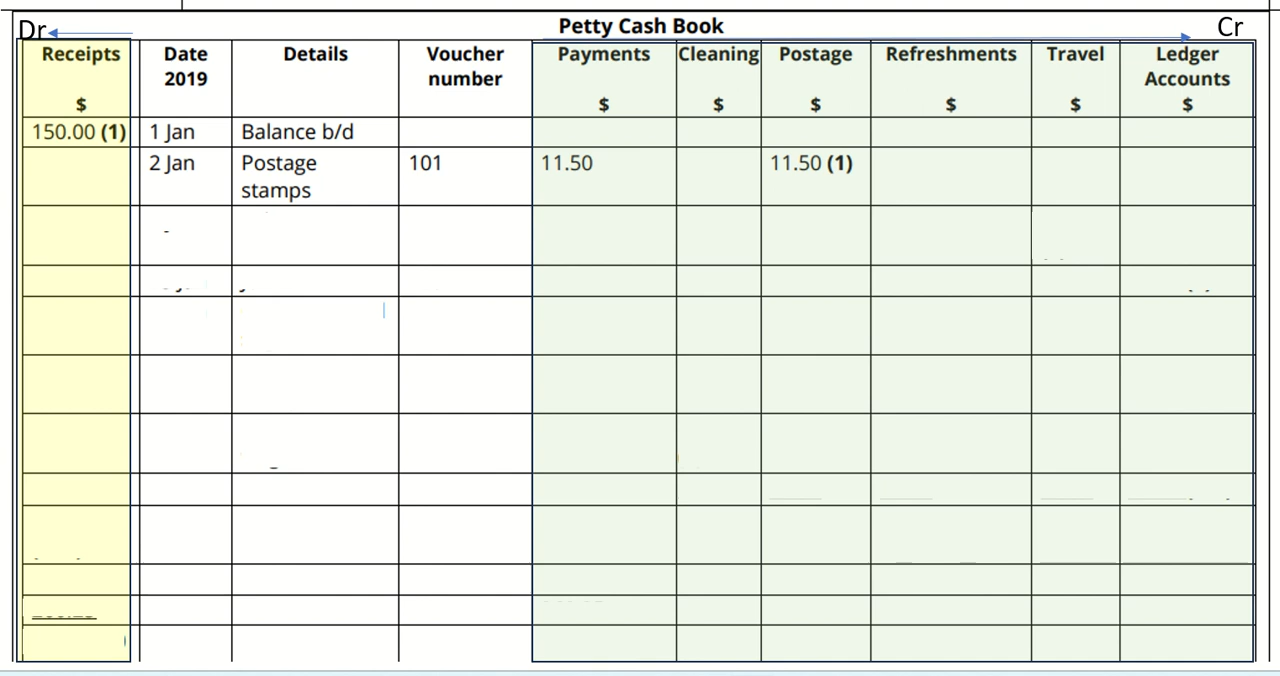 Dr Petty Cash Book Cr
Receipts Date Details Voucher Payments Cleaning Postage Refreshments Travel Ledger
2019 number Accounts
$ $ $ $ $ $ $
150.00 (1) 1 Jan Balance b/d
2 Jan Postage 101 11.50 11.50 (1)
stamps